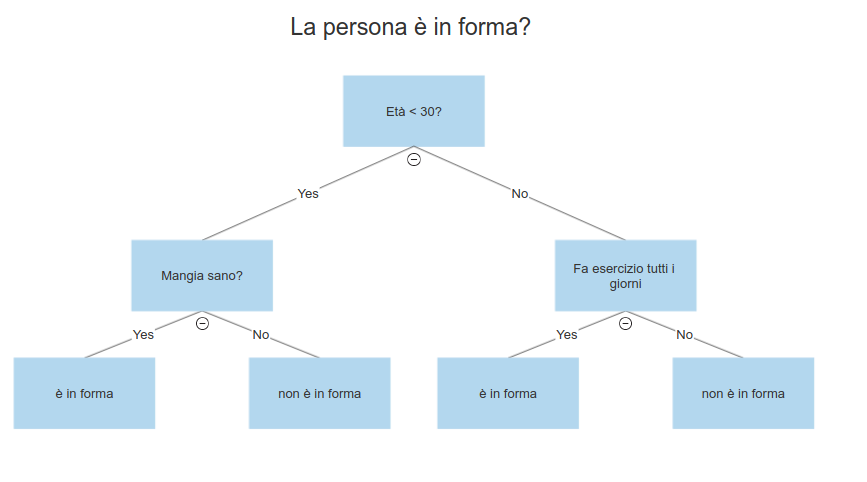 La persona è in forma?
Età < 30?
Yes
No
Mangia sano?
Fa esercizio tutti i
giorni
Yes
No
Yes
No
è in forma
non è in forma
è in forma
non è in forma